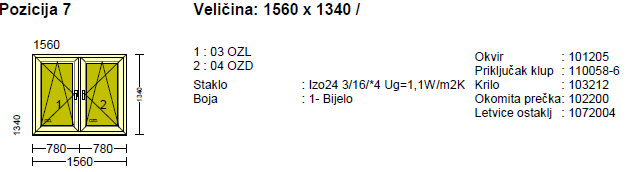 Pozicija 7
Veličina: 1560 x 1340 /
1560
1 : 03 OZL
2 : 04 OZD
Staklo : Izo24 3/16/*4 Ug=1,1W/m2K
Boja : 1- Bijelo
Okvir : 101205
Priključak klup : 110058-6
Krilo : 103212
Okomita prečka: 102200
Letvice ostaklj : 1072004
1
2
1340
1340
780
780
1560